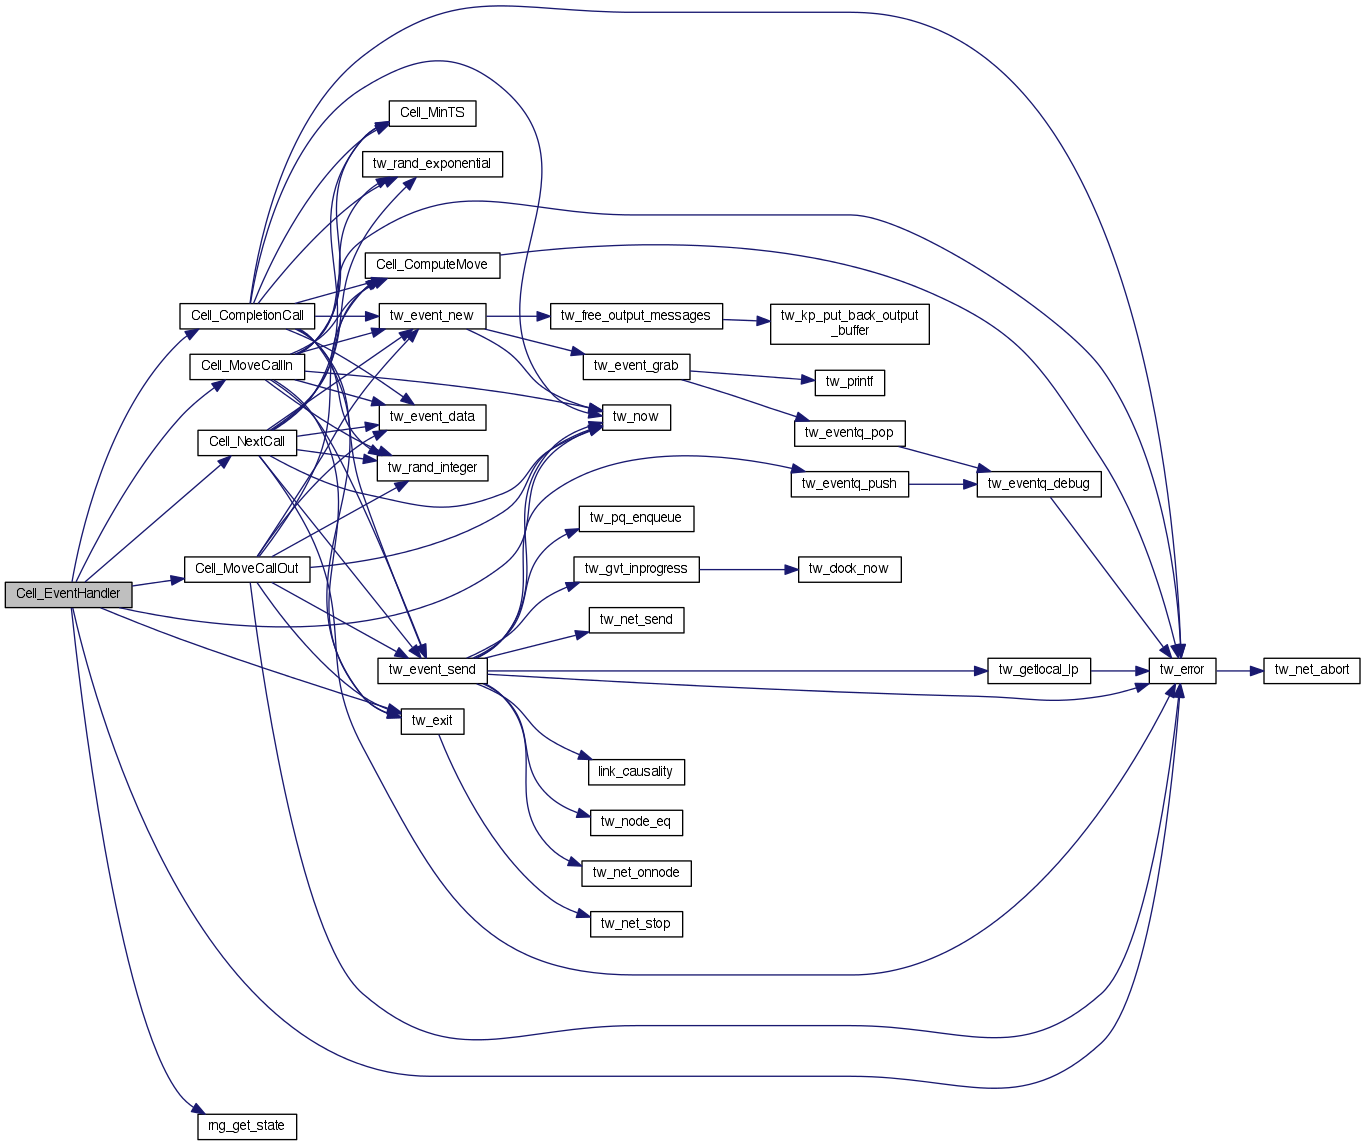 Cell_MinTS
tw_rand_exponential
Cell_ComputeMove
Cell_CompletionCall
tw_event_new
tw_free_output_messages
tw_kp_put_back_output
_buffer
Cell_MoveCallIn
tw_event_grab
tw_printf
tw_event_data
tw_now
Cell_NextCall
tw_eventq_pop
tw_rand_integer
tw_eventq_push
tw_eventq_debug
tw_pq_enqueue
Cell_MoveCallOut
tw_gvt_inprogress
tw_clock_now
Cell_EventHandler
tw_net_send
tw_event_send
tw_getlocal_lp
tw_error
tw_net_abort
tw_exit
link_causality
tw_node_eq
tw_net_onnode
tw_net_stop
rng_get_state